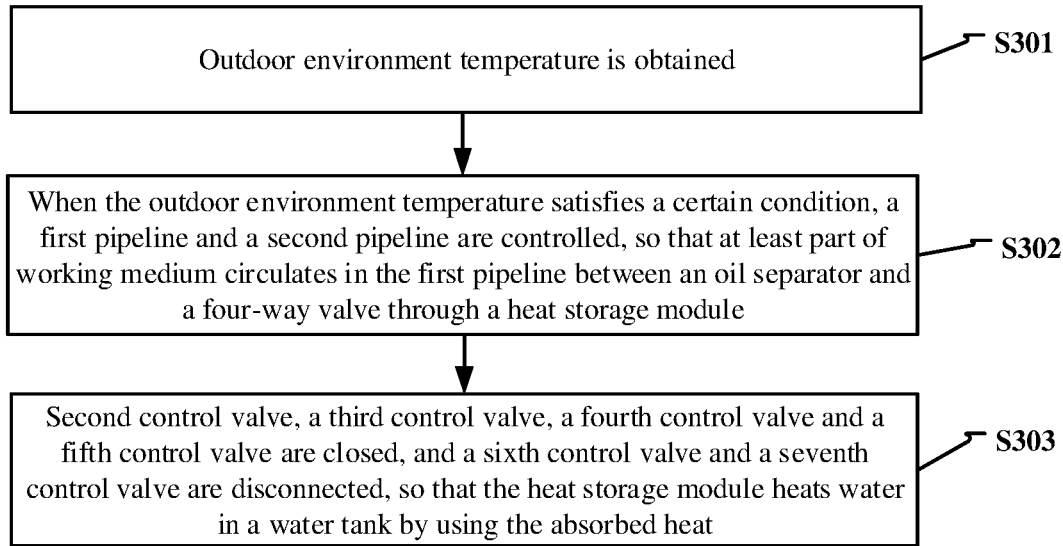 Outdoor environment temperature is obtained
S301
When the outdoor environment temperature satisfies a certain condition, a
first pipeline and a second pipeline are controlled, so that at least part of
working medium circulates in the first pipeline between an oil separator and
a four-way valve through a heat storage module
S302
Second control valve, a third control valve, a fourth control valve and a
fifth control valve are closed, and a sixth control valve and a seventh
control valve are disconnected, so that the heat storage module heats water
in a water tank by using the absorbed heat
S303